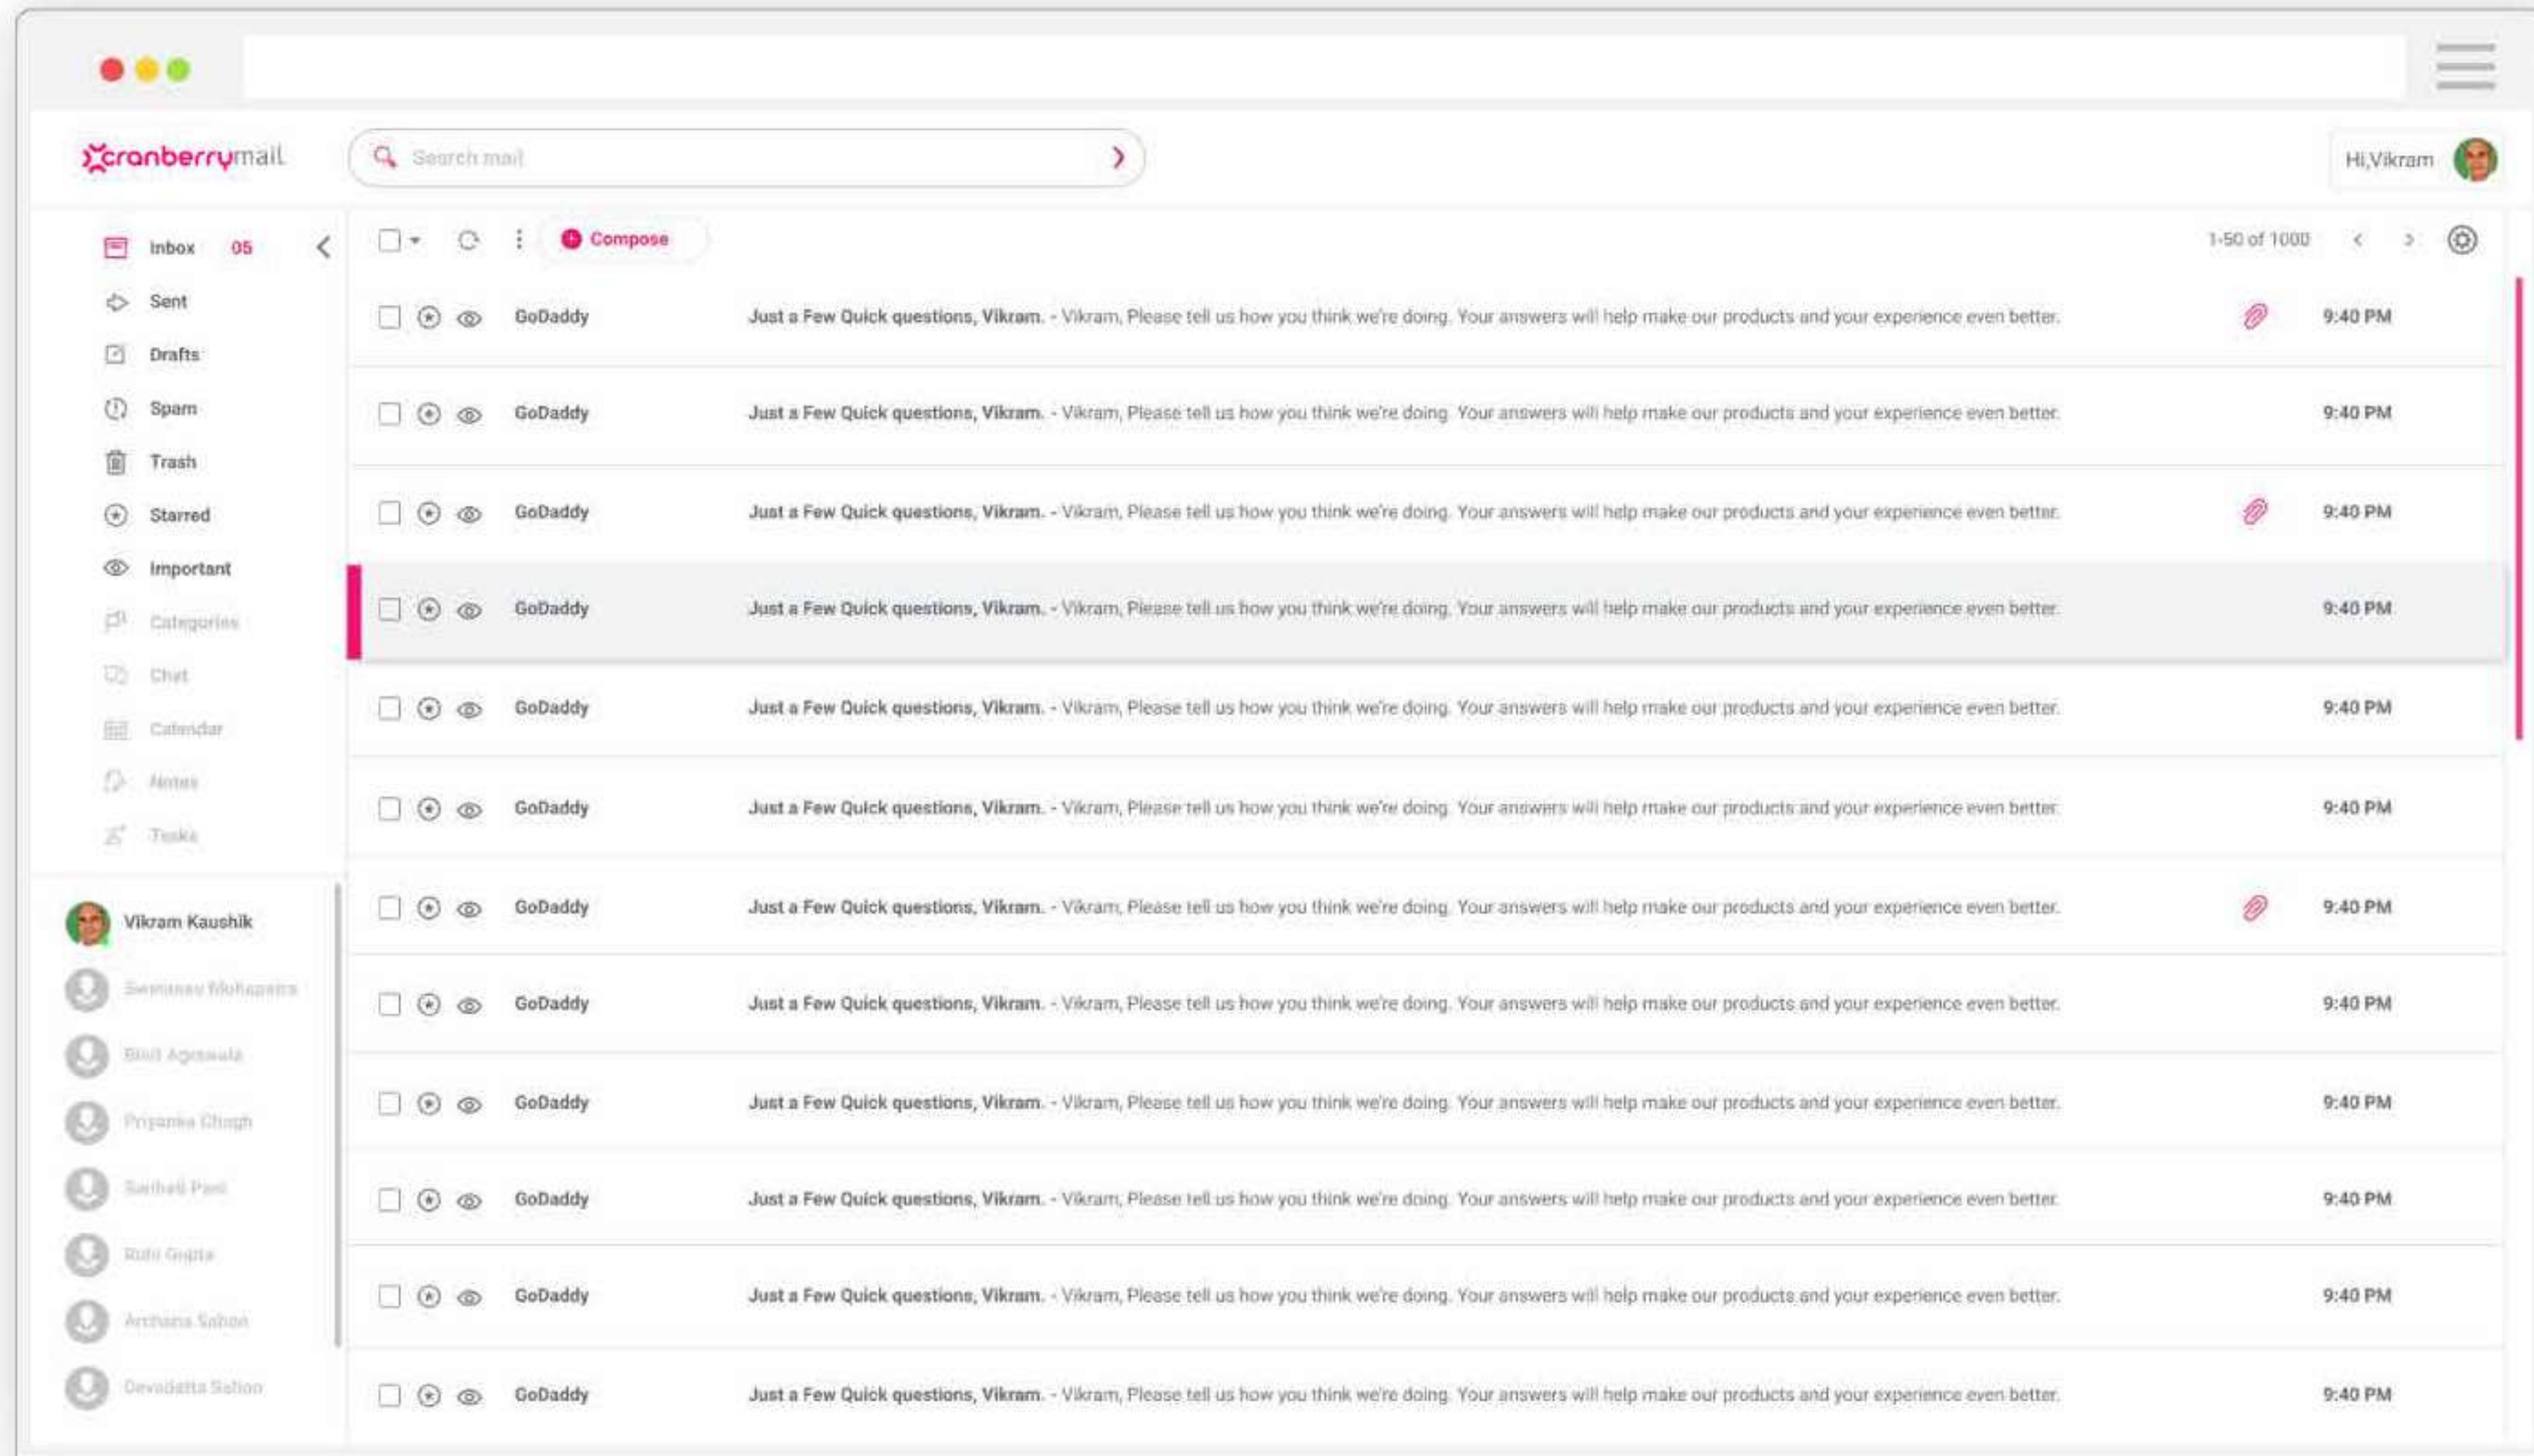 cranberrymail
Search mail
Hi,Vikram
Inbox 05
Sent
Drafts
Spam
Trash
Starred
Important
Categories
Chat
Calendar
Notes
Tasks
Vikram Kaushik
Mohapatra
Agrawala
Priyanka Chugh
Pani
Gupta
Archana Sahoo
Devadatta Sahoo
Compose
1-50 of 1000
GoDaddy Just a Few Quick questions, Vikram. - Vikram, Please tell us how you think we're doing. Your answers will help make our products and your experience even better. 9:40 PM
GoDaddy Just a Few Quick questions, Vikram. - Vikram, Please tell us how you think we're doing. Your answers will help make our products and your experience even better. 9:40 PM
GoDaddy Just a Few Quick questions, Vikram. - Vikram, Please tell us how you think we're doing. Your answers will help make our products and your experience even better. 9:40 PM
GoDaddy Just a Few Quick questions, Vikram. - Vikram, Please tell us how you think we're doing. Your answers will help make our products and your experience even better. 9:40 PM
GoDaddy Just a Few Quick questions, Vikram. - Vikram, Please tell us how you think we're doing. Your answers will help make our products and your experience even better. 9:40 PM
GoDaddy Just a Few Quick questions, Vikram. - Vikram, Please tell us how you think we're doing. Your answers will help make our products and your experience even better. 9:40 PM
GoDaddy Just a Few Quick questions, Vikram. - Vikram, Please tell us how you think we're doing. Your answers will help make our products and your experience even better. 9:40 PM
GoDaddy Just a Few Quick questions, Vikram. - Vikram, Please tell us how you think we're doing. Your answers will help make our products and your experience even better. 9:40 PM
GoDaddy Just a Few Quick questions, Vikram. - Vikram, Please tell us how you think we're doing. Your answers will help make our products and your experience even better. 9:40 PM
GoDaddy Just a Few Quick questions, Vikram. - Vikram, Please tell us how you think we're doing. Your answers will help make our products and your experience even better. 9:40 PM
GoDaddy Just a Few Quick questions, Vikram. - Vikram, Please tell us how you think we're doing. Your answers will help make our products and your experience even better. 9:40 PM
GoDaddy Just a Few Quick questions, Vikram. - Vikram, Please tell us how you think we're doing. Your answers will help make our products and your experience even better. 9:40 PM